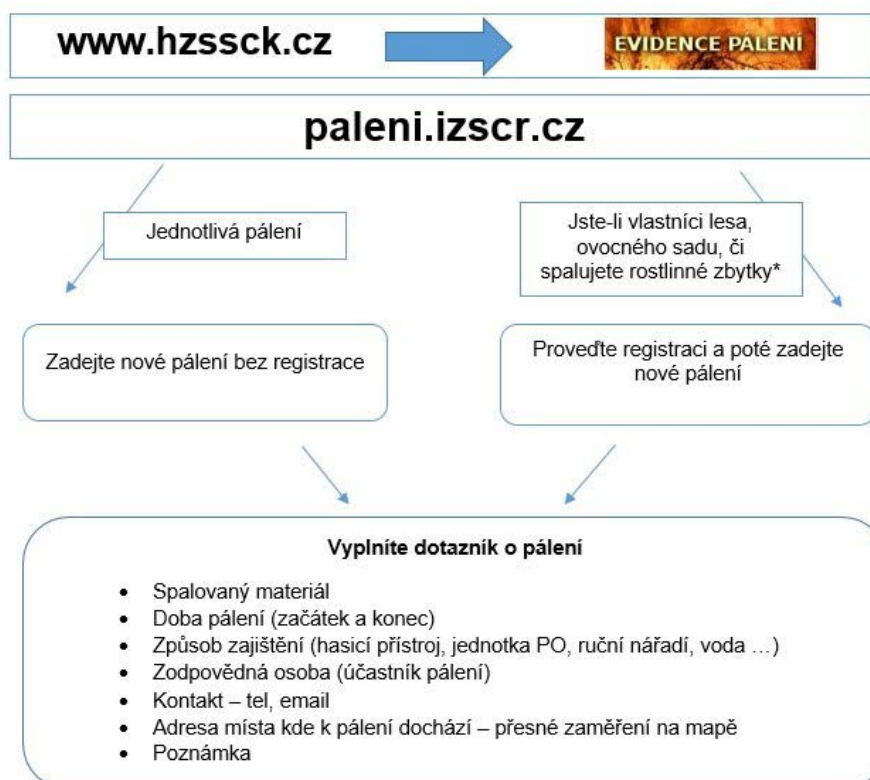 www.hzssck.cz
EVIDENCE PÁLENÍ
paleni.izscr.cz
Jednotlivá pálení
Jste-li vlastníci lesa,
ovocného sadu, či
spalujete rostlinné zbytky*
Zadejte nové pálení bez registrace
Proveďte registraci a poté zadejte
nové pálení
Vyplníte dotazník o pálení
• Spalovaný materiál
• Doba pálení (začátek a konec)
• Způsob zajištění (hasicí přístroj, jednotka PO, ruční nářadí, voda …)
• Zodpovědná osoba (účastník pálení)
• Kontakt – tel, email
• Adresa místa kde k pálení dochází – přesné zaměření na mapě
• Poznámka